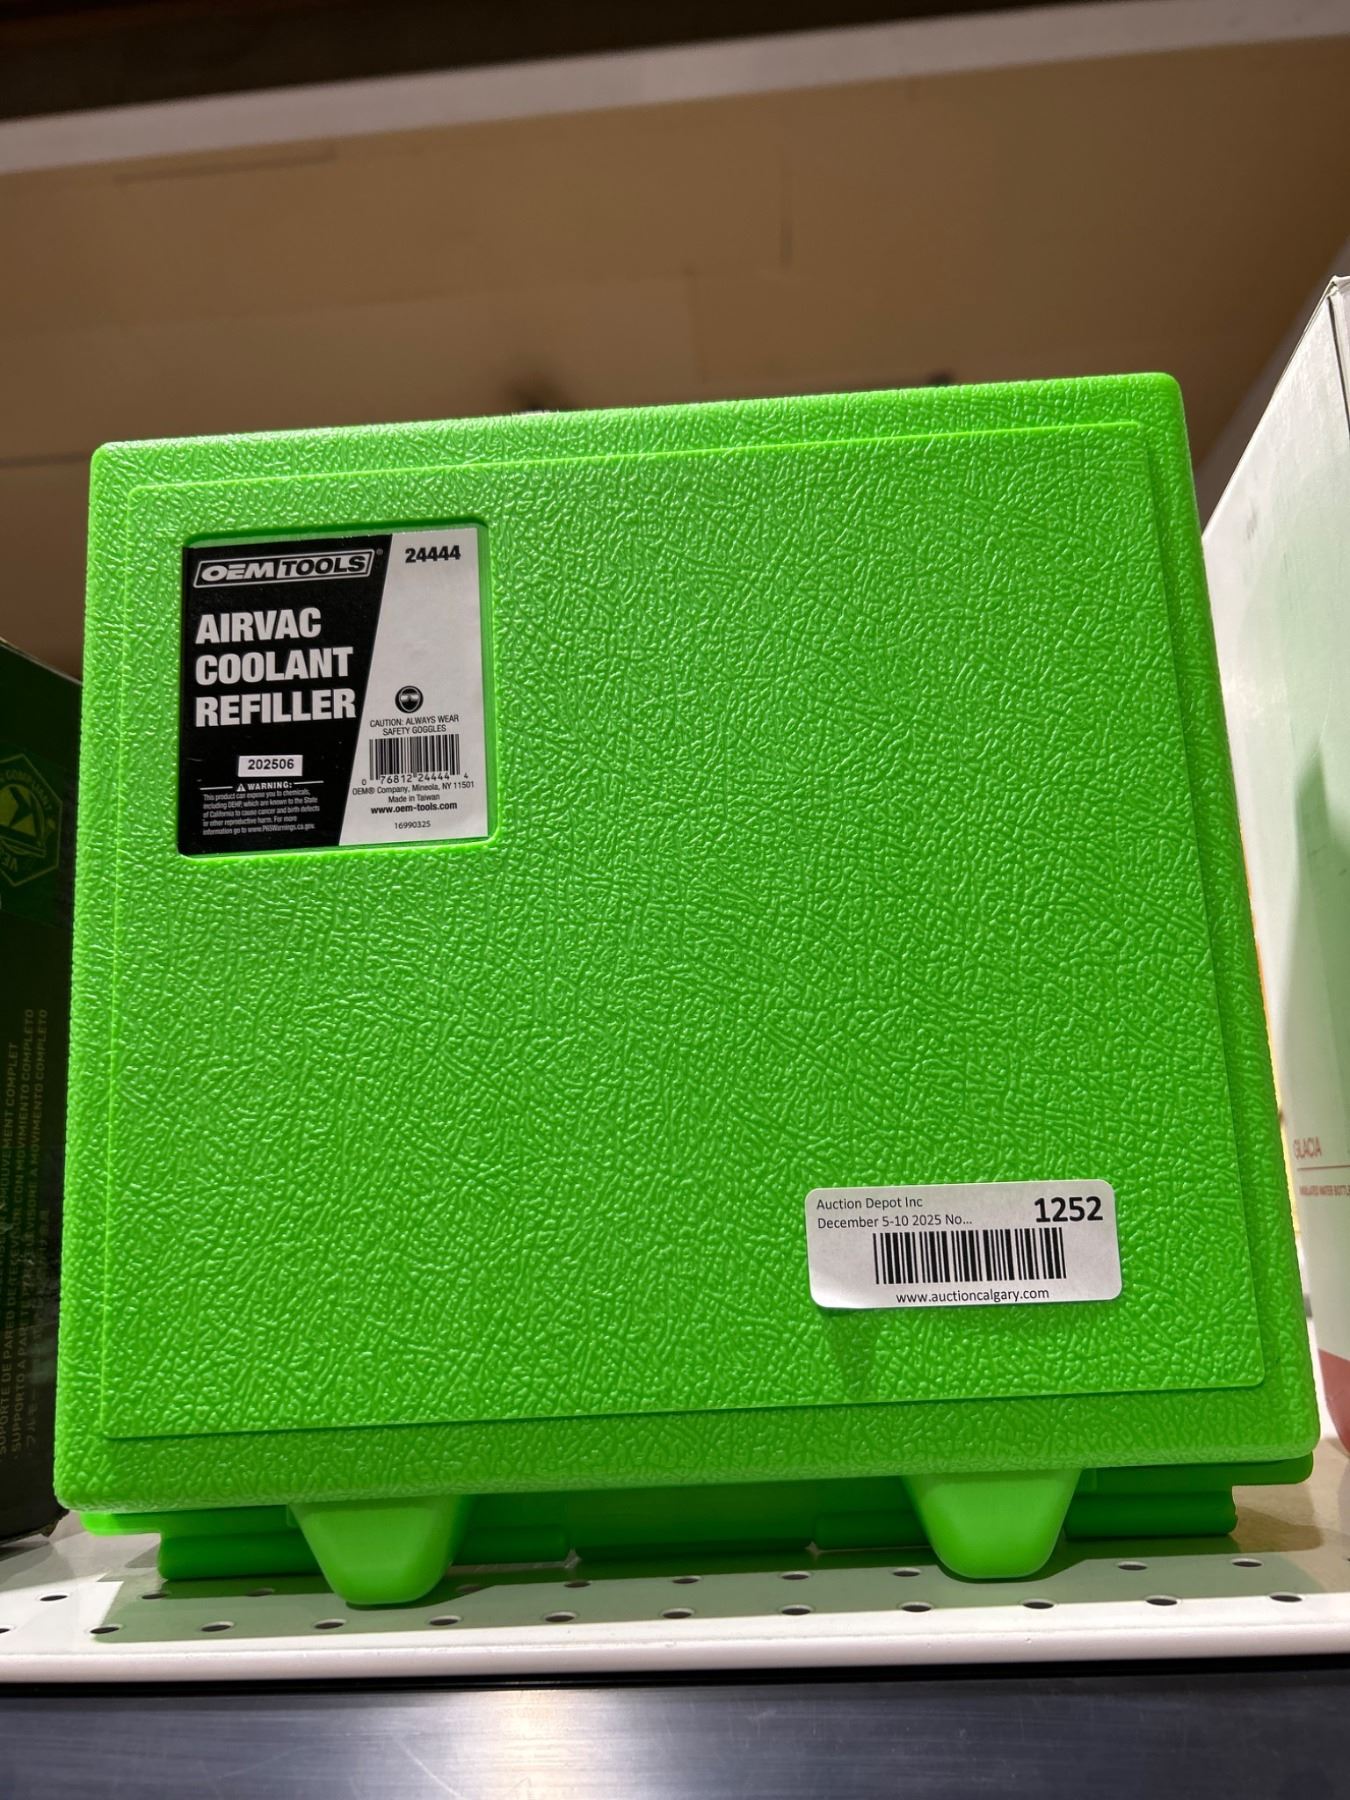 OEMTOOLS®
24444
AIRVAC
COOLANT
REFILLER
CAUTION: ALWAYS WEAR
SAFETY GOGGLES
202506
0 76812 24444 4
OEM® Company, Mineola, NY 11501
Made in Taiwan
www.oem-tools.com
16990325
WARNING:
This product can expose you to chemicals,
including DEHP, which are known to the State
of California to cause cancer and birth defects
or other reproductive harm. For more
information go to www.P65Warnings.ca.gov.
Auction Depot Inc
1252
December 5-10 2025 No...
www.auctioncalgary.com
GLACIA